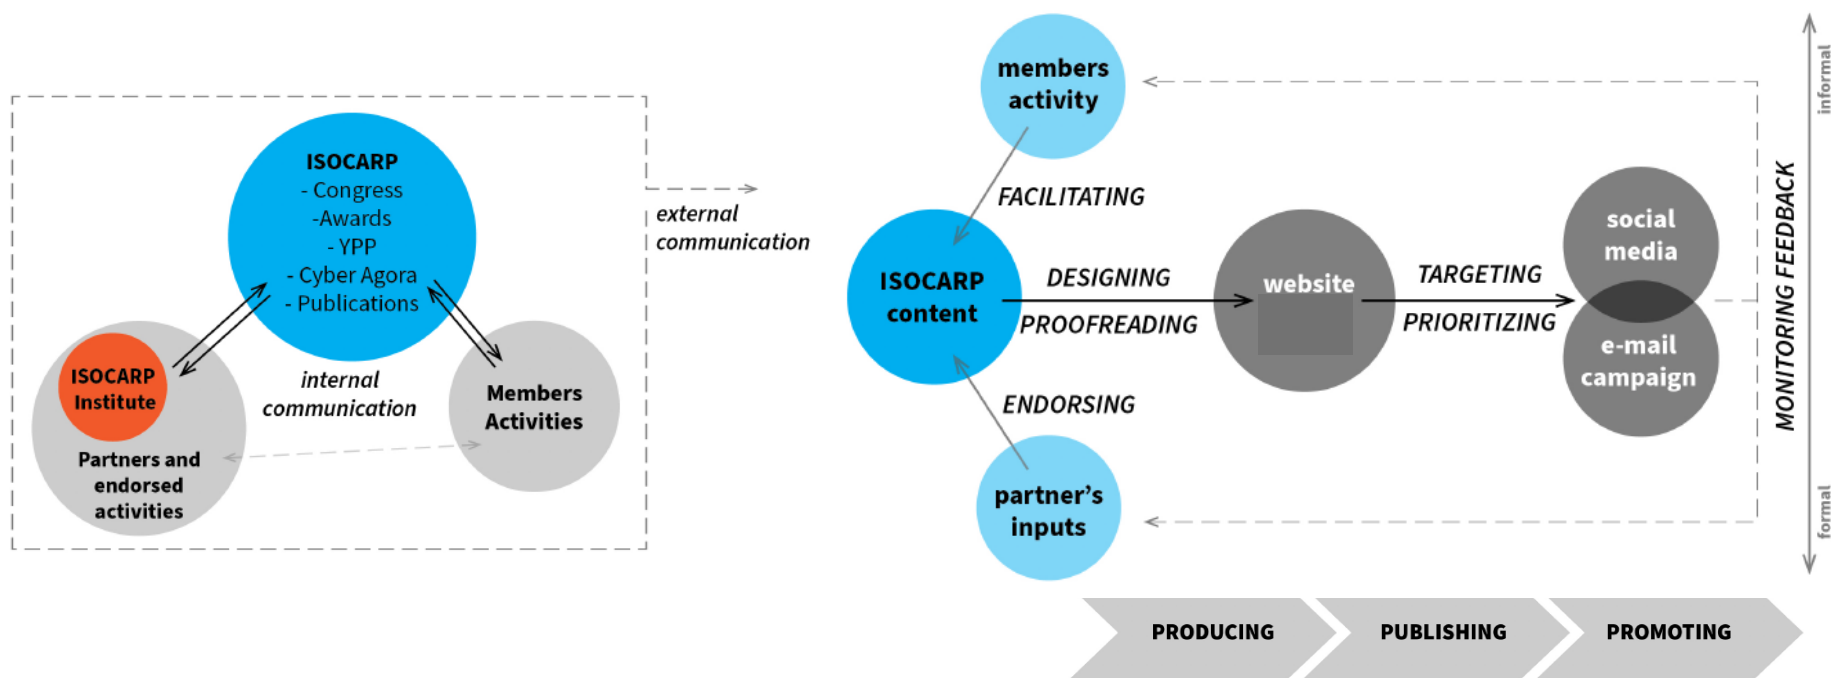 ISOCARP
- Congress
-Awards
- YPP
- Cyber Agora
- Publications
ISOCARP
Institute
Partners and
endorsed
activities
internal
communication
Members
Activities
external
communication
members
activity
FACILITATING
ISOCARP
content
DESIGNING
PROOFREADING
ENDORSING
partner's
inputs
website
TARGETING
PRIORITIZING
social
media
e-mail
campaign
MONITORING FEEDBACK
informal
formal
PRODUCING
PUBLISHING
PROMOTING